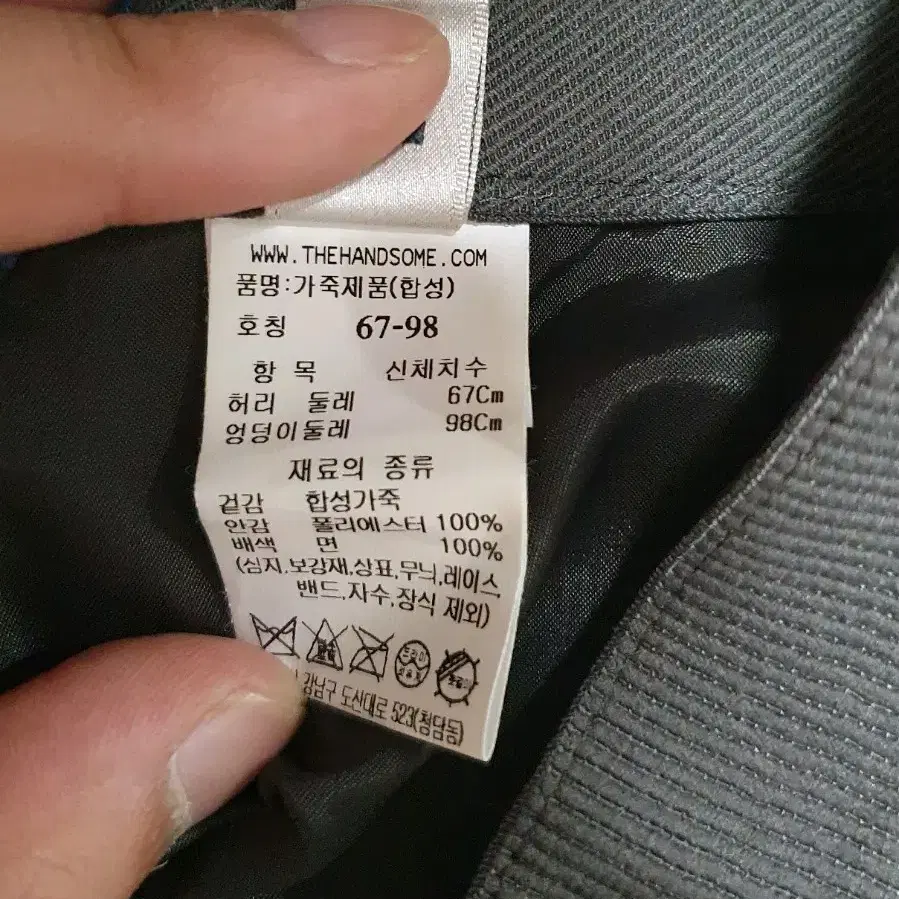 WWW.THEHANDSOME.COM
품명:가죽제품(합성)
호칭 67-98
항 목 신체치수
허리 둘레 67Cm
엉덩이둘레 98Cm
재료의 종류
겉감 합성가죽
안감 폴리에스터 100%
배색 면 100%
(심지,보강재,상표,무늬,레이스,
밴드,자수,장식 제외)
강남구 도산대로 523(청담동)